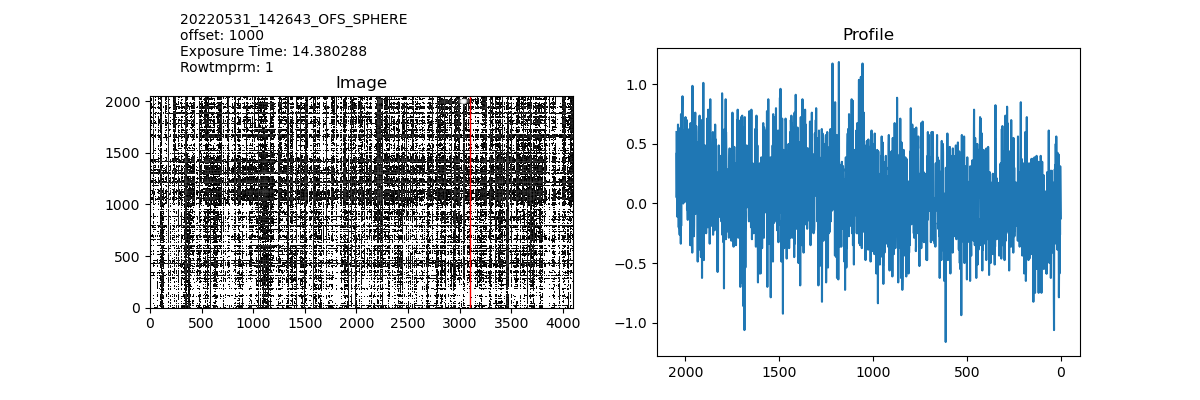 20220531_142643_OFS_SPHERE
offset: 1000
Exposure Time: 14.380288
Rowtmprm: 1
Image
2000
1500
1000
500
0
0 500 1000 1500 2000 2500 3000 3500 4000
Profile
1.0
0.5
0.0
−0.5
−1.0
2000 1500 1000 500 0